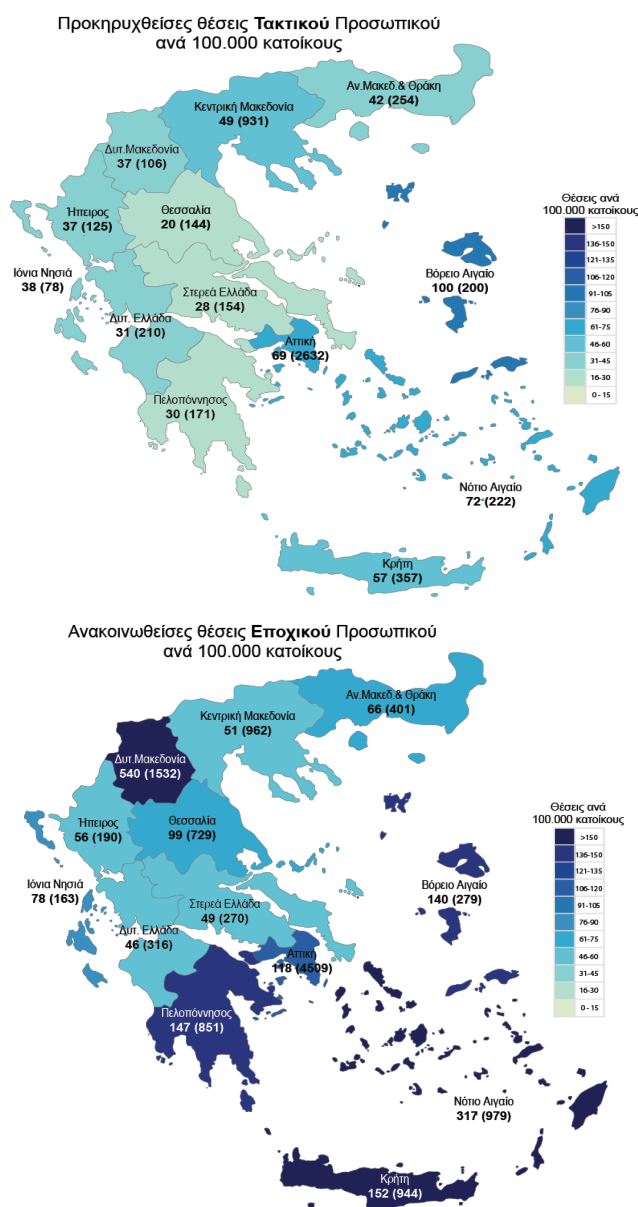 Προκηρυχθείσες θέσεις Τακτικού Προσωπικού
ανά 100.000 κατοίκους
Αν.Μακεδ.& Θράκη
42 (254)
Κεντρική Μακεδονία
49 (931)
Δυτ.Μακεδονία
37 (106)
Ήπειρος
37 (125)
Θεσσαλία
20 (144)
Ιόνια Νησιά
38 (78)
Στερεά Ελλάδα
28 (154)
Δυτ. Ελλάδα
31 (210)
Αττική
69 (2632)
Πελοπόννησος
30 (171)
Βόρειο Αιγαίο
100 (200)
Νότιο Αιγαίο
72 (222)
Κρήτη
57 (357)
Θέσεις ανά
100.000 κατοίκους
>150
136-150
121-135
106-120
91-105
76-90
61-75
46-60
31-45
16-30
0 - 15
Ανακοινωθείσες θέσεις Εποχικού Προσωπικού
ανά 100.000 κατοίκους
Αν.Μακεδ.& Θράκη
66 (401)
Κεντρική Μακεδονία
51 (962)
Δυτ.Μακεδονία
540 (1532)
Ήπειρος
56 (190)
Θεσσαλία
99 (729)
Ιόνια Νησιά
78 (163)
Στερεά Ελλάδα
49 (270)
Δυτ. Ελλάδα
46 (316)
Αττική
118 (4509)
Πελοπόννησος
147 (851)
Βόρειο Αιγαίο
140 (279)
Νότιο Αιγαίο
317 (979)
Κρήτη
152 (944)
Θέσεις ανά
100.000 κατοίκους
>150
136-150
121-135
106-120
91-105
76-90
61-75
46-60
31-45
16-30
0 - 15